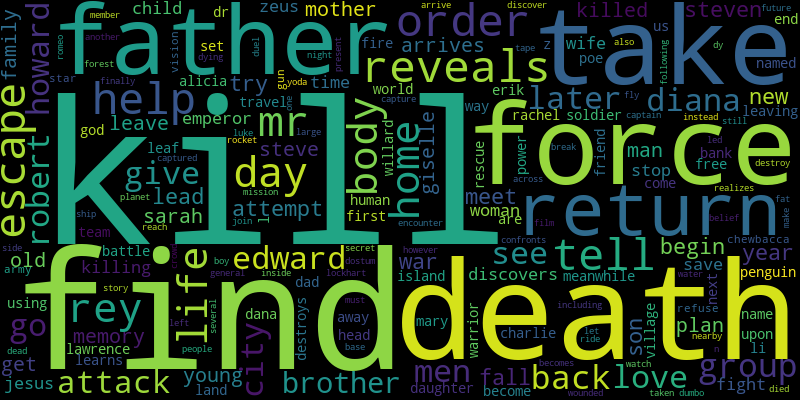 kill
find
death
force
take
father
return
reveals
order
escape
help
mr
day
give
life
rey
edward
tell
back
love
group
men
brother
attack
city
go
home
body
diana
later
see
howard
robert
steven
mother
killed
zeus
child
dr
member
another
romeo
family
star
forest
vision
set
duel
night
present
fire
arrives
try
time
alicia
travel
gun
yoda
one
tape
arrive
discover
us
wife
z
poe
dy
also
following
future
end
named
new
leaving
world
erik
capture
way
rachel
soldier
fly
captain
instead
still
god
emperor
leave
leaf
captured
luke
rocket
large
steve
mission
planet
lead
sarah
reach
ship
join
attempt
human
first
willard
giselle
encounter
rescue
power
meet
woman
are
across
break
friend
man
stop
come
led
bank
free
realizes
destroy
belief
film
fat
make
side
team
old
battle
army
killing
using
story
boy
general
secret
inside
lockhart
however
war
island
dad
meanwhile
discovers
confronts
begin
chewbacca
save
year
water
penguin
memory
lawrence
left
several
dana
destroys
away
head
must
base
mary
warrior
charlie
including
let
ride
son
village
refuse
nearby
plan
next
name
upon
li
n
dead
get
learns
jesus
people
young
land
daughter
become
becomes
fall
wounded
watch
taken
dumbo
fight
died